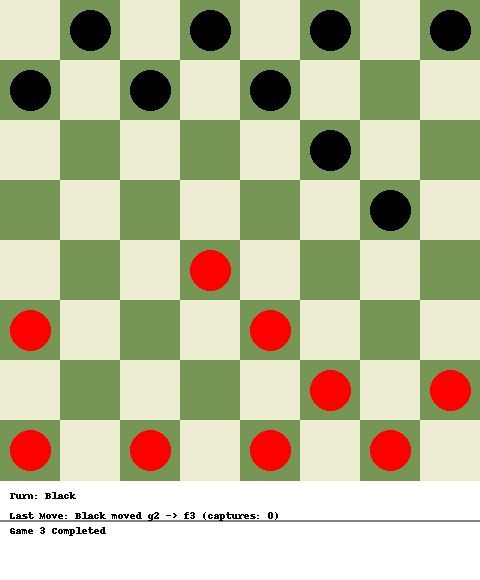 Turn: Black
Last Move: Black moved g2 -> f3 (captures: 0)
Game 3 Completed